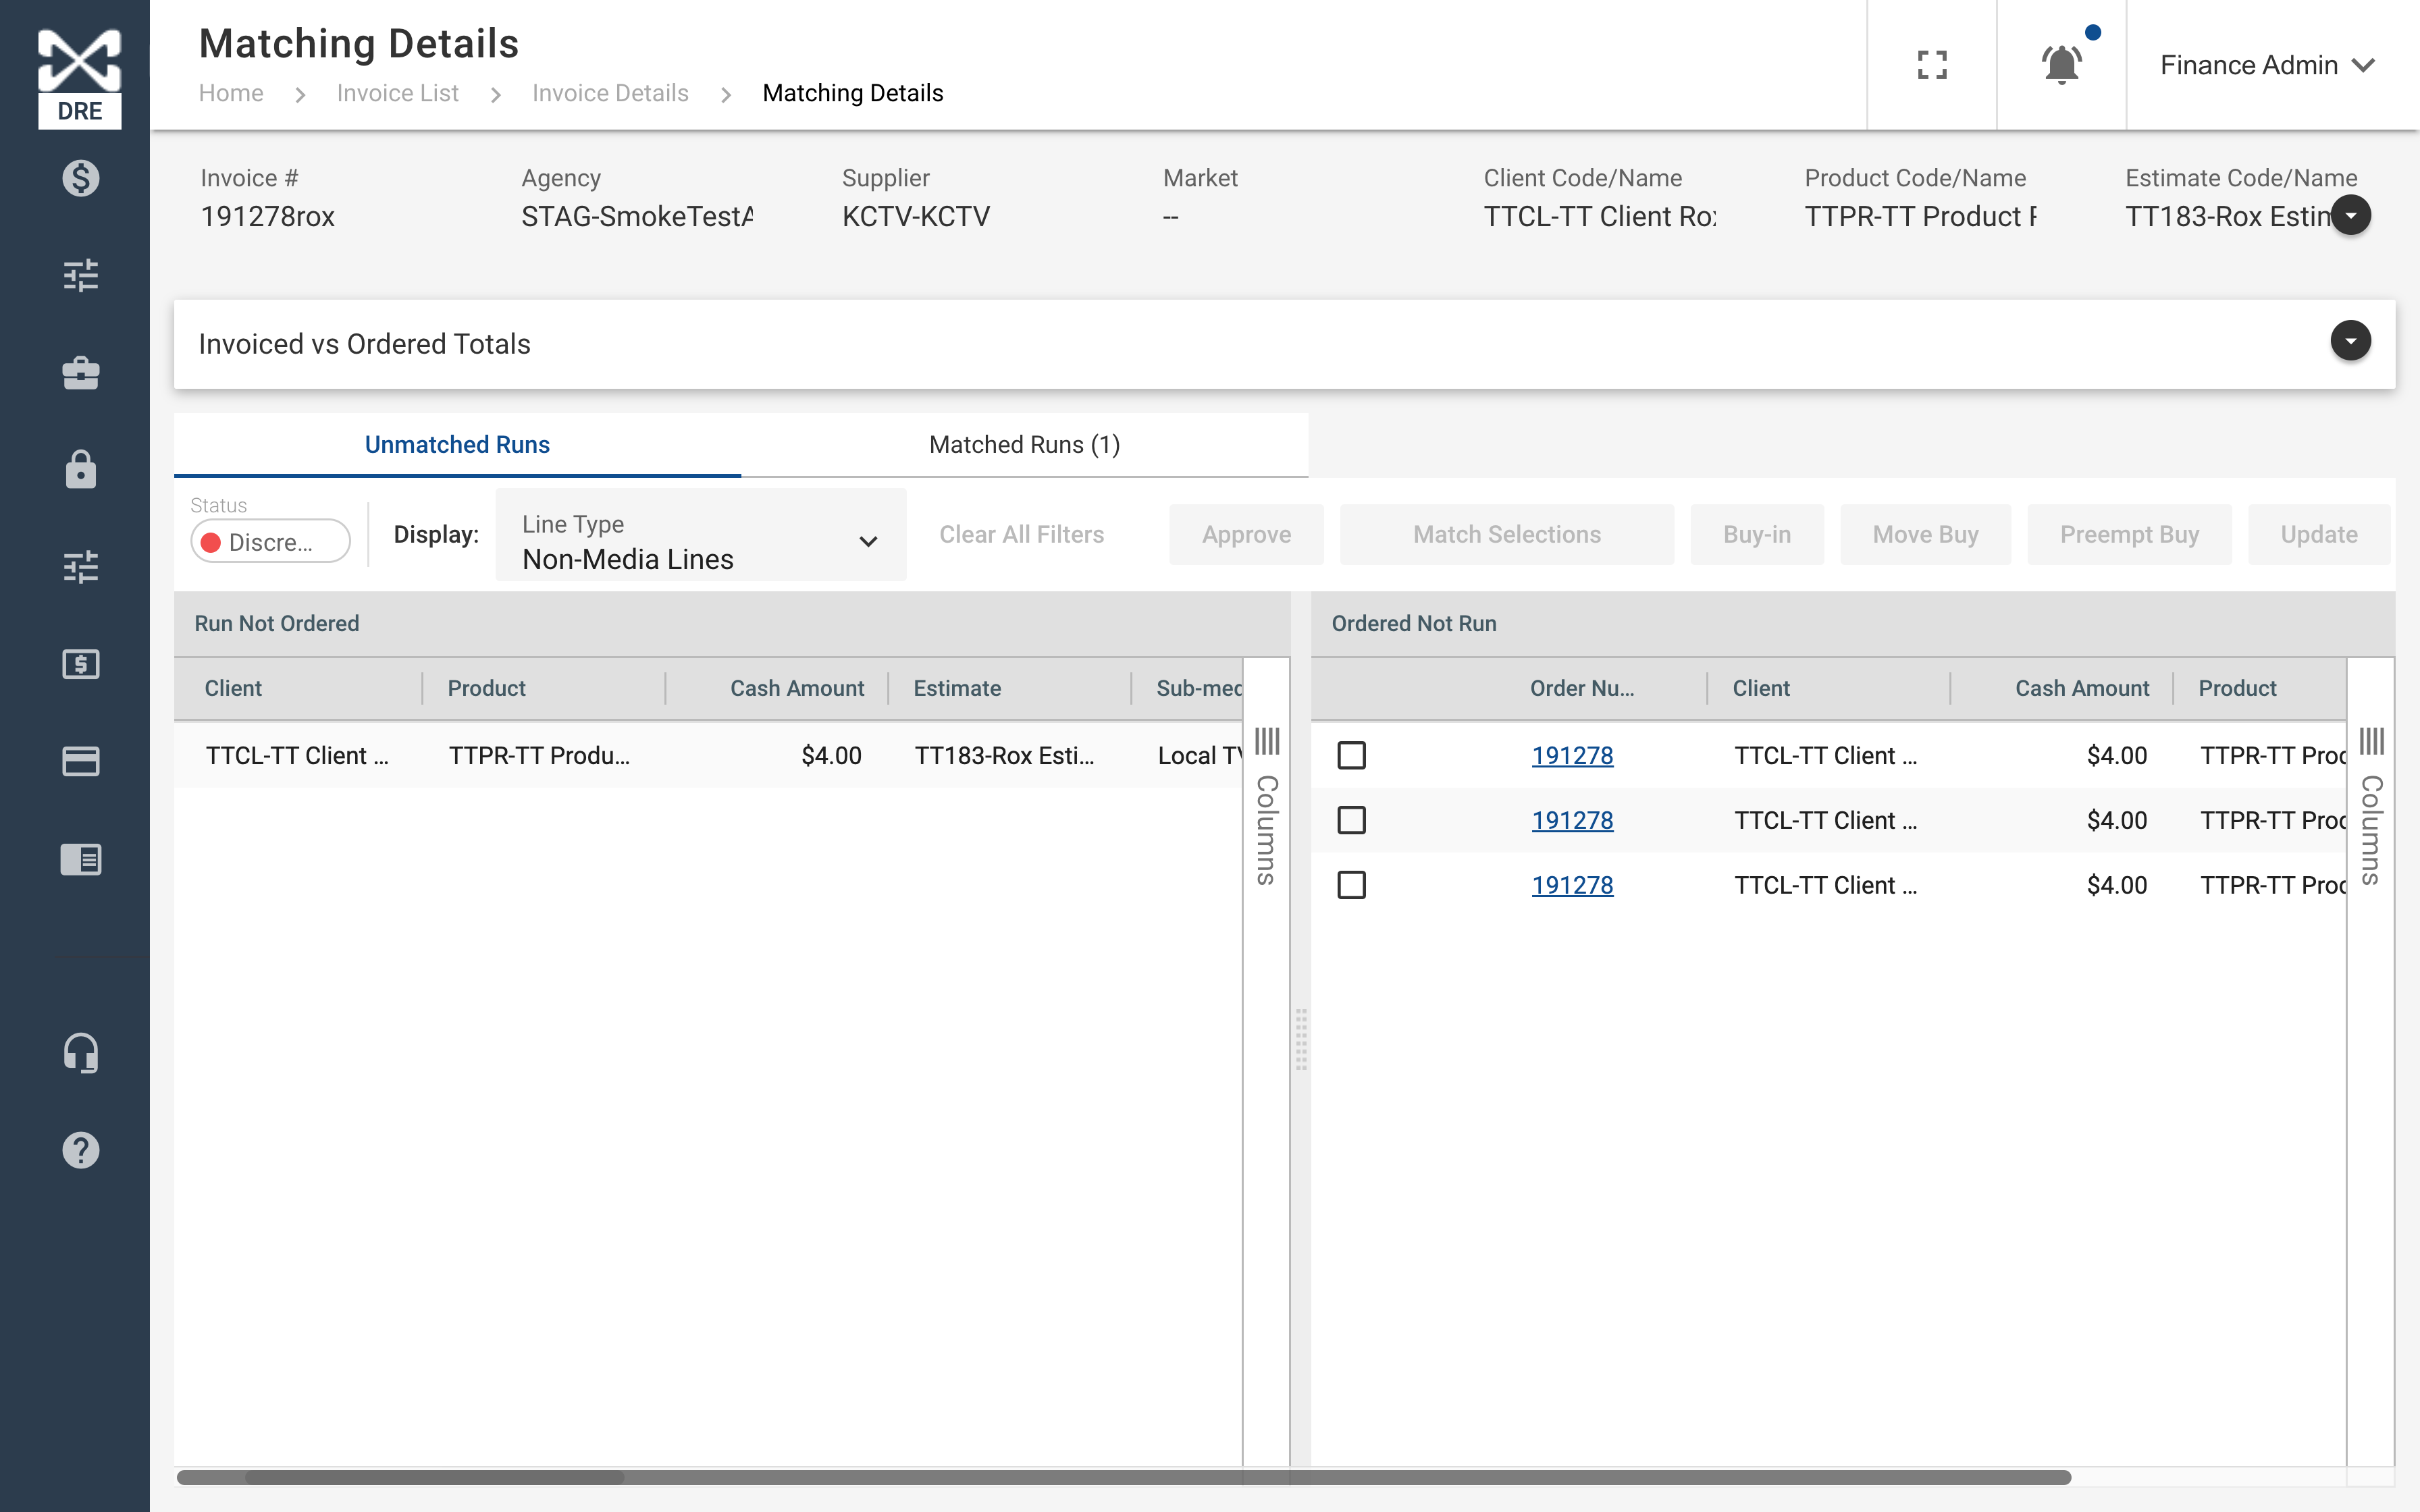 DRE
Matching Details
Home > Invoice List > Invoice Details > Matching Details
Finance Admin
Invoice # Agency Supplier Market Client Code/Name Product Code/Name Estimate Code/Name
191278rox STAG-SmokeTestA KCTV-KCTV -- TTCL-TT Client Rox TTPR-TT Product TT183-Rox Estim
Invoiced vs Ordered Totals
Unmatched Runs Matched Runs (1)
Status
Discre... Display: Line Type
Non-Media Lines
Clear All Filters Approve Match Selections Buy-in Move Buy Preempt Buy Update
Run Not Ordered Ordered Not Run
Client Product Cash Amount Estimate Sub-med Order Nu... Client Cash Amount Product
TTCL-TT Client ... TTPR-TT Produ... $4.00 TT183-Rox Esti... Local TV 191278 TTCL-TT Client ... $4.00 TTPR-TT Prod
191278 TTCL-TT Client ... $4.00 TTPR-TT Prod
191278 TTCL-TT Client ... $4.00 TTPR-TT Prod
Columns Columns